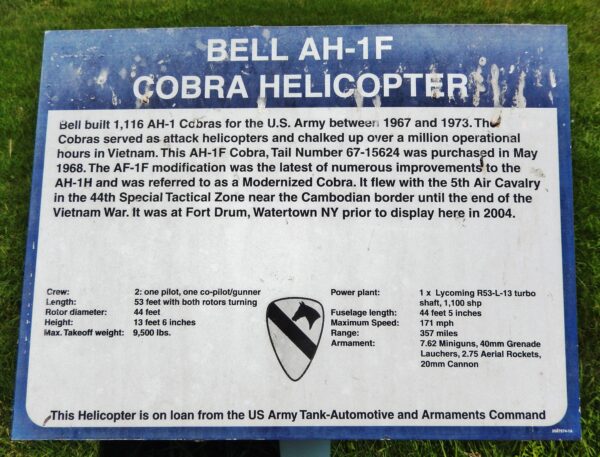 BELL AH-1F
COBRA HELICOPTER
Bell built 1,116 AH-1 Cobras for the U.S. Army between 1967 and 1973. The
Cobras served as attack helicopters and chalked up over a million operational
hours in Vietnam. This AH-1F Cobra, Tail Number 67-15624 was purchased in May
1968. The AF-1F modification was the latest of numerous improvements to the
AH-1H and was referred to as a Modernized Cobra. It flew with the 5th Air Cavalry
in the 44th Special Tactical Zone near the Cambodian border until the end of the
Vietnam War. It was at Fort Drum, Watertown NY prior to display here in 2004.
Crew: 2: one pilot, one co-pilot/gunner
Length: 53 feet with both rotors turning
Rotor diameter: 44 feet
Height: 13 feet 6 inches
Max. Takeoff weight: 9,500 lbs.
Power plant: 1 x Lycoming R53-L-13 turbo
shaft, 1,100 shp
Fuselage length: 44 feet 5 inches
Maximum Speed: 171 mph
Range: 357 miles
Armament: 7.62 Miniguns, 40mm Grenade
Lauchers, 2.75 Aerial Rockets,
20mm Cannon
This Helicopter is on loan from the US Army Tank-Automotive and Armaments Command